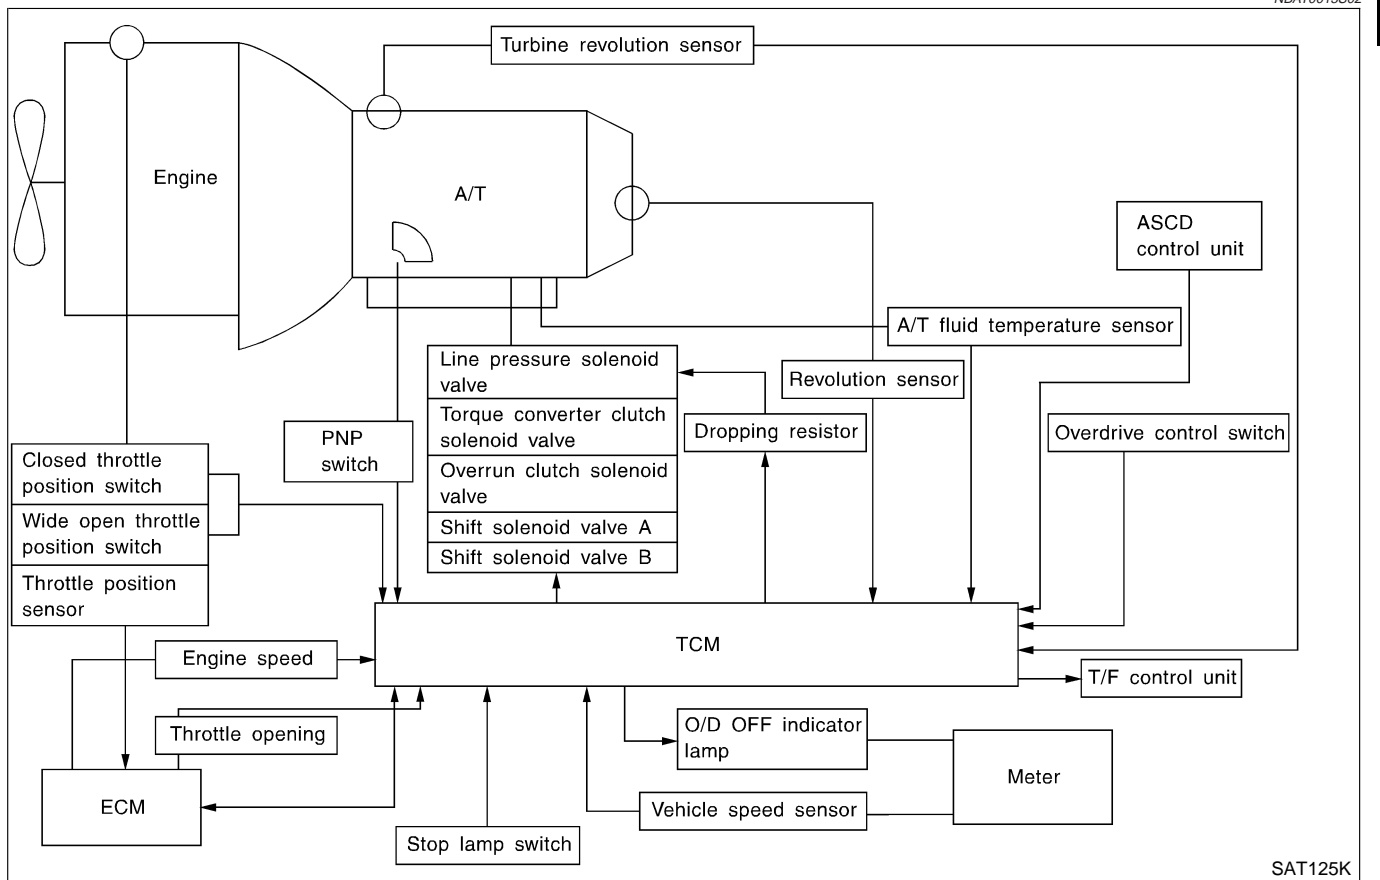 Turbine revolution sensor
Engine
A/T
ASCD
control unit
A/T fluid temperature sensor
Line pressure solenoid
valve
Revolution sensor
Torque converter clutch
solenoid valve
Dropping resistor
Overdrive control switch
PNP
switch
Closed throttle
position switch
Overrun clutch solenoid
valve
Wide open throttle
position switch
Shift solenoid valve A
Shift solenoid valve B
Throttle position
sensor
TCM
Engine speed
T/F control unit
Throttle opening
O/D OFF indicator
lamp
Meter
ECM
Vehicle speed sensor
Stop lamp switch
SAT125K